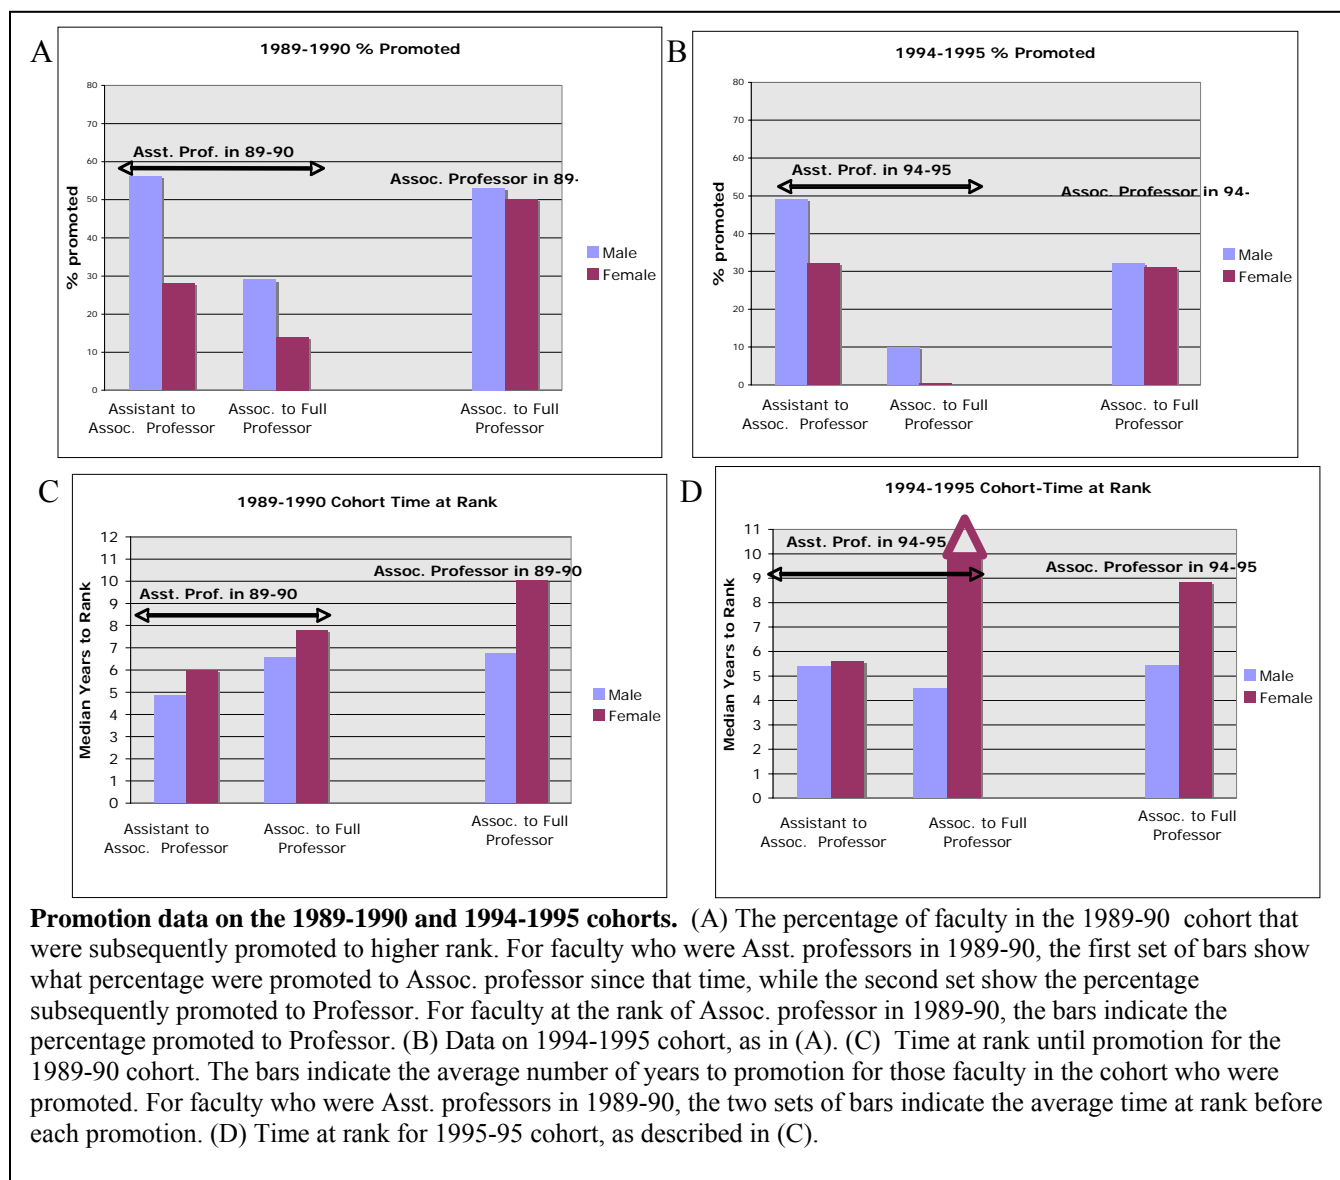 A
1989-1990 % Promoted
80
70
60
50
40
30
20
10
0
% promoted
Asst. Prof. in 89-90
Assoc. Professor in 89-
Male
Female
Assistant to
Assoc. Professor
Assoc. to Full
Professor
Assoc. to Full
Professor
B
1994-1995 % Promoted
80
70
60
50
40
30
20
10
0
% promoted
Asst. Prof. in 94-95
Assoc. Professor in 94-
Male
Female
Assistant to
Assoc. Professor
Assoc. to Full
Professor
Assoc. to Full
Professor
C
1989-1990 Cohort Time at Rank
12
11
10
9
8
7
6
5
4
3
2
1
0
Median Years to Rank
Asst. Prof. in 89-90
Assoc. Professor in 89-90
Male
Female
Assistant to
Assoc. Professor
Assoc. to Full
Professor
Assoc. to Full
Professor
D
1994-1995 Cohort-Time at Rank
11
10
9
8
7
6
5
4
3
2
1
0
Median Years to Rank
Asst. Prof. in 94-95
Assoc. Professor in 94-95
Male
Female
Assistant to
Assoc. Professor
Assoc. to Full
Professor
Assoc. to Full
Professor
Promotion data on the 1989-1990 and 1994-1995 cohorts. (A) The percentage of faculty in the 1989-90 cohort that
were subsequently promoted to higher rank. For faculty who were Asst. professors in 1989-90, the first set of bars show
what percentage were promoted to Assoc. professor since that time, while the second set show the percentage
subsequently promoted to Professor. For faculty at the rank of Assoc. professor in 1989-90, the bars indicate the
percentage promoted to Professor. (B) Data on 1994-1995 cohort, as in (A). (C) Time at rank until promotion for the
1989-90 cohort. The bars indicate the average number of years to promotion for those faculty in the cohort who were
promoted. For faculty who were Asst. professors in 1989-90, the two sets of bars indicate the average time at rank before
each promotion. (D) Time at rank for 1995-95 cohort, as described in (C).